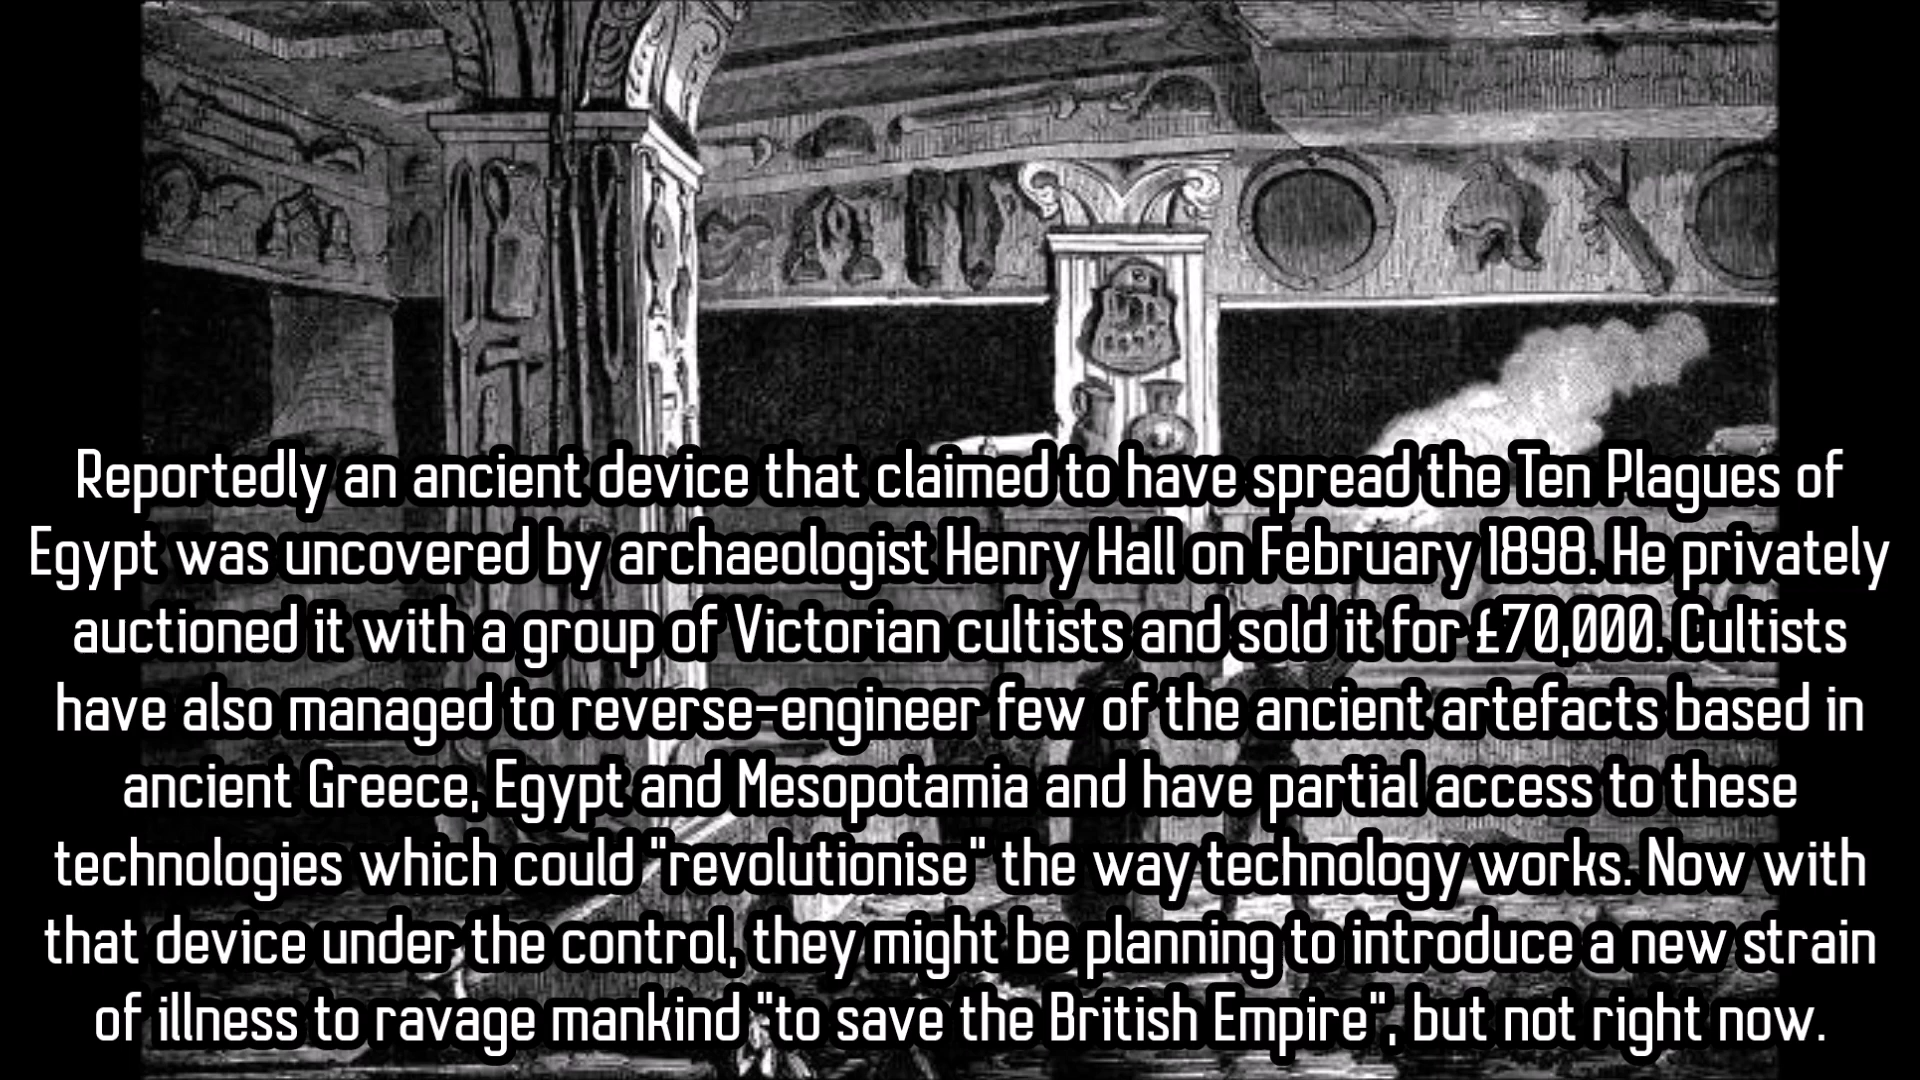 Reportedly an ancient device that claimed to have spread the Ten Plagues of
Egypt was uncovered by archaeologist Henry Hall on February 1898. He privately
auctioned it with a group of Victorian cultists and sold it for £70,000. Cultists
have also managed to reverse-engineer few of the ancient artefacts based in
ancient Greece, Egypt and Mesopotamia and have partial access to these
technologies which could "revolutionise" the way technology works. Now with
that device under the control, they might be planning to introduce a new strain
of illness to ravage mankind "to save the British Empire", but not right now.